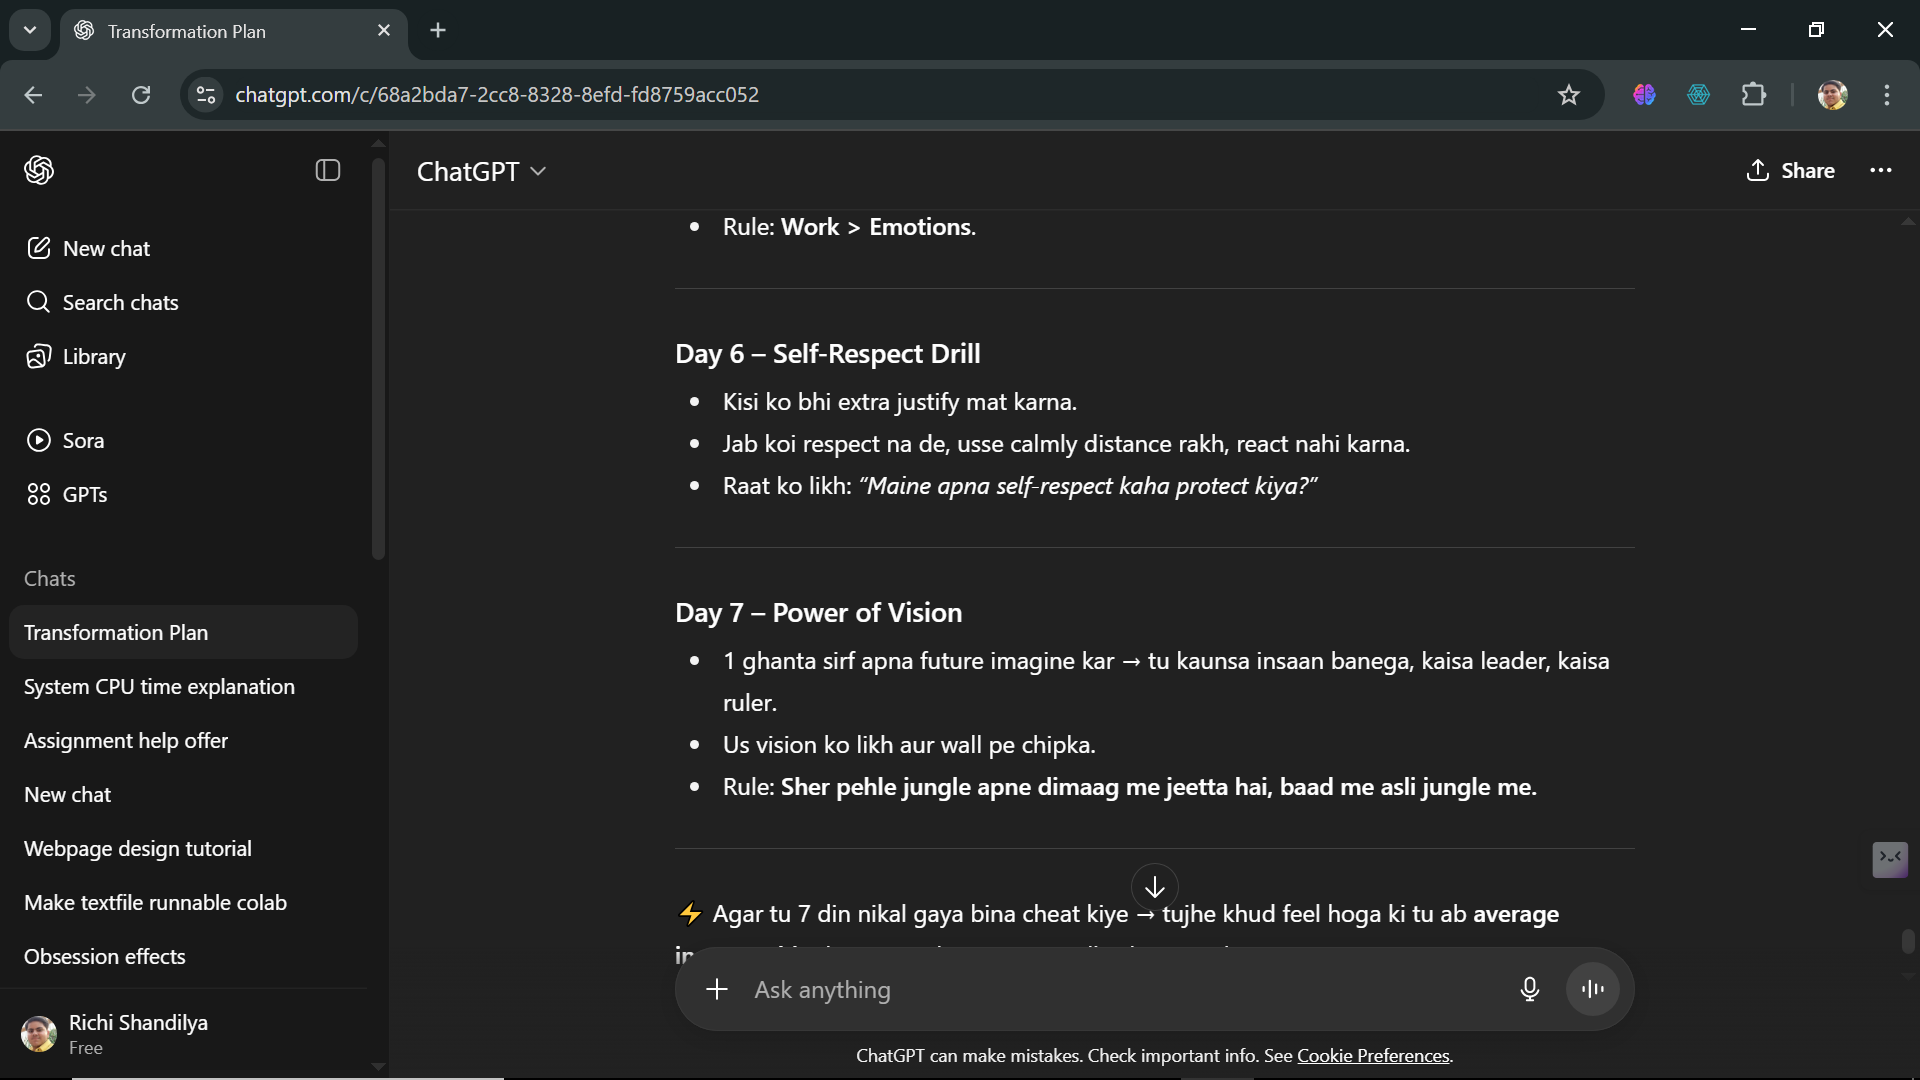 Transformation Plan
chatgpt.com/c/68a2bda7-2cc8-8328-8efd-fd8759acc052
ChatGPT
Share
New chat
Search chats
Library
Sora
GPTs
Chats
Transformation Plan
System CPU time explanation
Assignment help offer
New chat
Webpage design tutorial
Make textfile runnable colab
Obsession effects
Richi Shandilya
Free
• Rule: Work > Emotions.
Day 6 – Self-Respect Drill
• Kisi ko bhi extra justify mat karna.
• Jab koi respect na de, usse calmly distance rakh, react nahi karna.
• Raat ko likh: “Maine apna self-respect kaha protect kiya?”
Day 7 – Power of Vision
• 1 ghanta sirf apna future imagine kar → tu kaunsa insaan banega, kaisa leader, kaisa
ruler.
• Us vision ko likh aur wall pe chipka.
• Rule: Sher pehle jungle apne dimaag me jeetta hai, baad me asli jungle me.
⚡ Agar tu 7 din nikal gaya bina cheat kiye → tujhe khud feel hoga ki tu ab average
Ask anything
ChatGPT can make mistakes. Check important info. See Cookie Preferences.